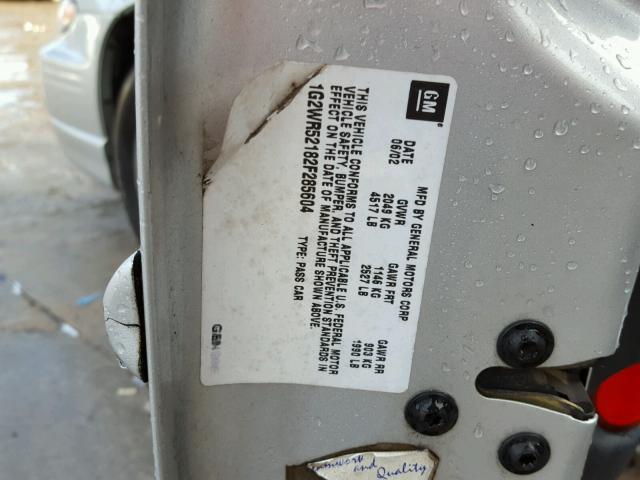 GM
MFD BY GENERAL MOTORS CORP
DATE GVWR GAWR FRT GAWR RR
06/02 2049 KG 1146 KG 903 KG
4517 LB 2527 LB 1990 LB
THIS VEHICLE CONFORMS TO ALL APPLICABLE U.S. FEDERAL MOTOR
VEHICLE SAFETY, BUMPER, AND THEFT PREVENTION STANDARDS IN
EFFECT ON THE DATE OF MANUFACTURE SHOWN ABOVE.
1G2WR52182F285604 TYPE: PASS CAR
and Quality